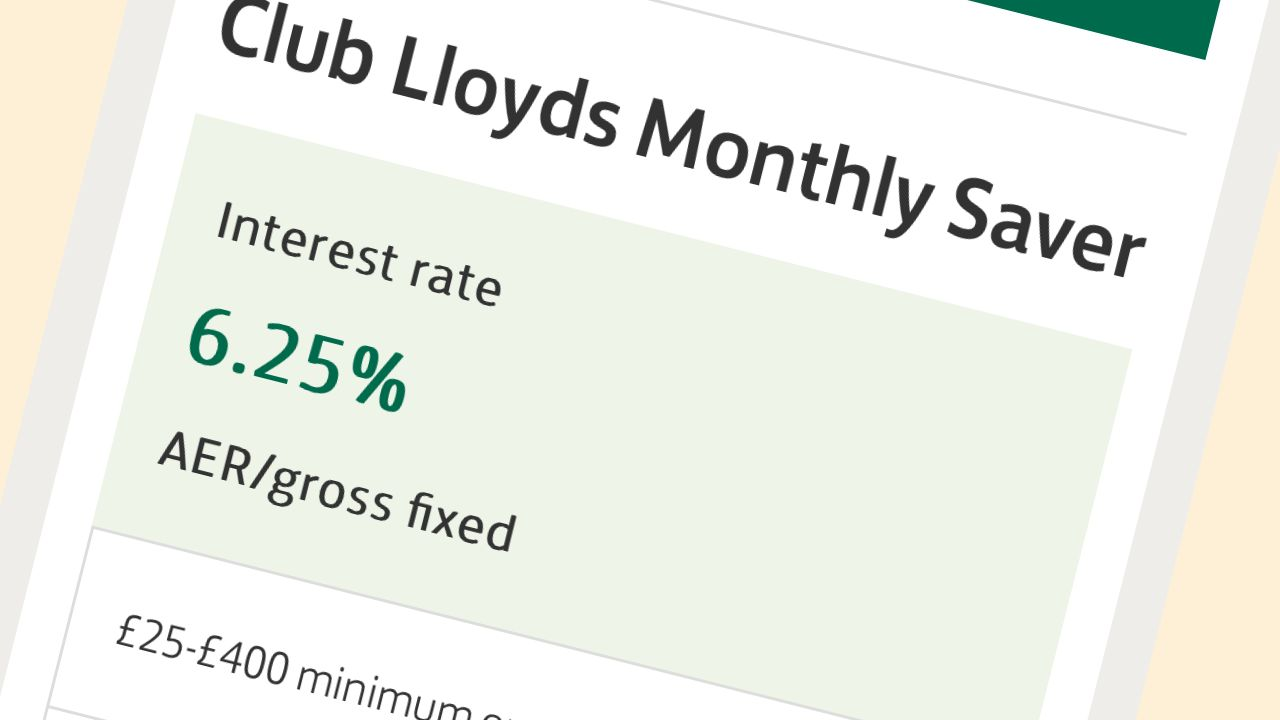 Club Lloyds Monthly Saver
Interest rate
6.25%
AER/gross fixed
£25-£400 minimum